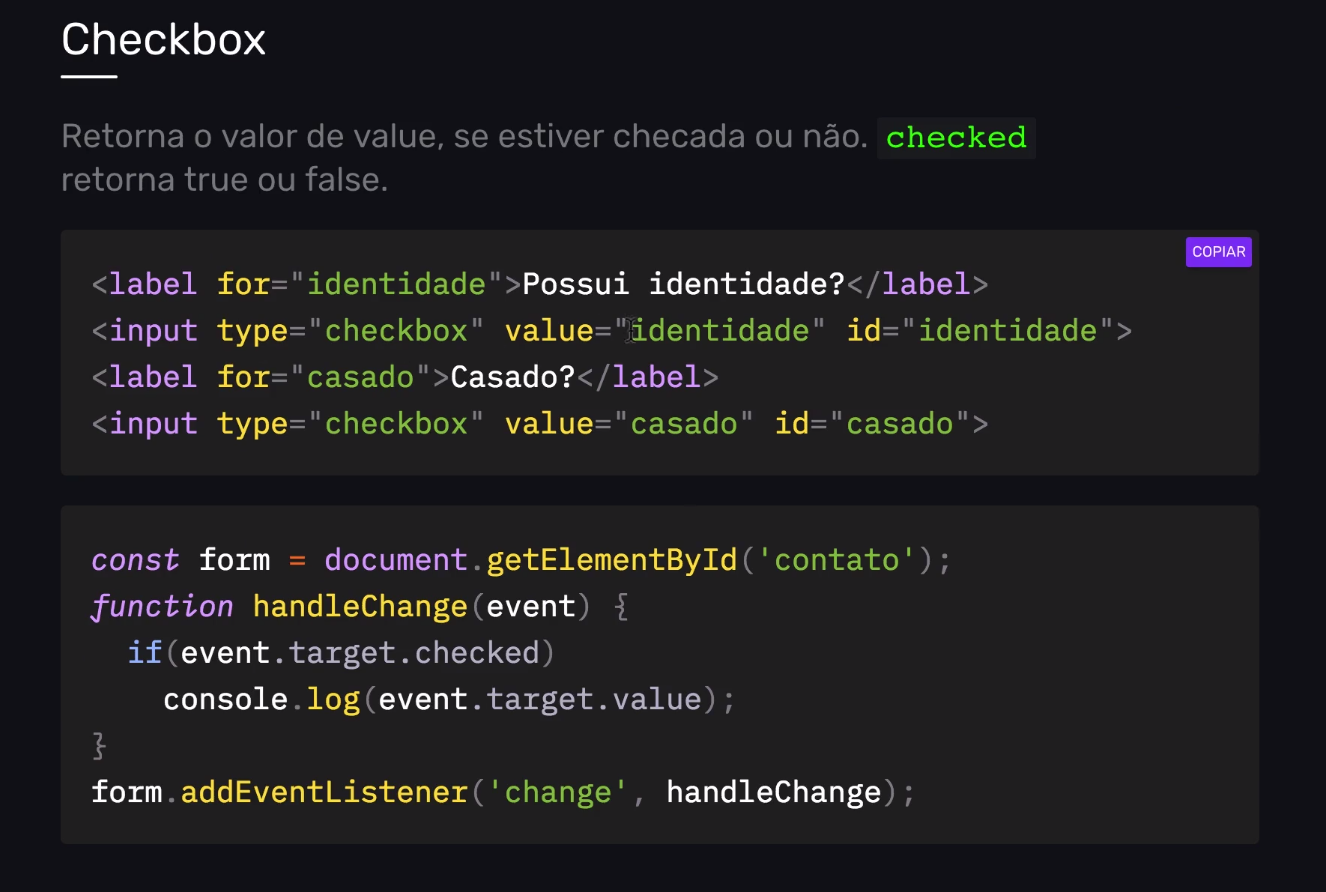 Checkbox
Retorna o valor de value, se estiver checada ou não. checked
retorna true ou false.
COPIAR
<label for="identidade">Possui identidade?</label>
<input type="checkbox" value="identidade" id="identidade">
<label for="casado">Casado?</label>
<input type="checkbox" value="casado" id="casado">
const form = document.getElementById('contato');
function handleChange(event) {
  if(event.target.checked)
    console.log(event.target.value);
}
form.addEventListener('change', handleChange);